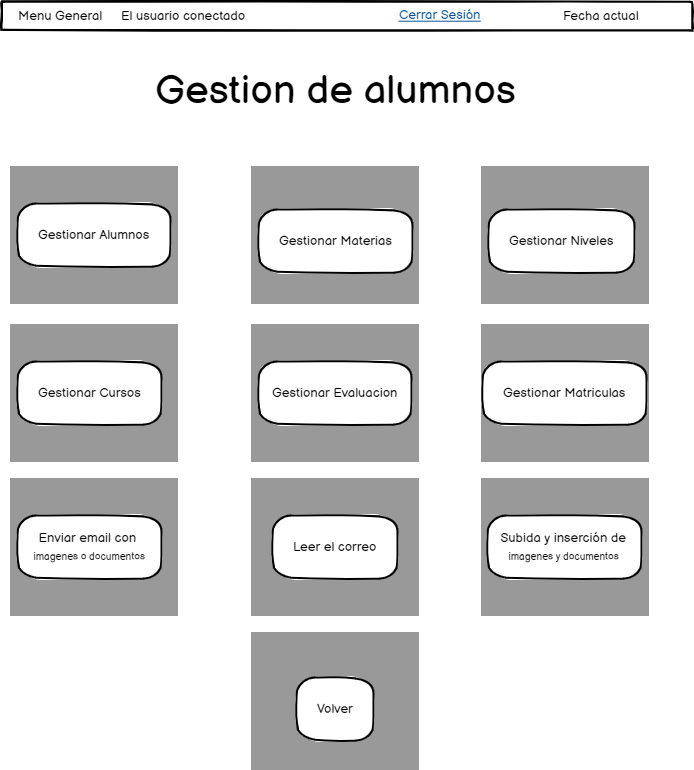 Menu General El usuario conectado Cerrar Sesión Fecha actual
Gestion de alumnos
Gestionar Alumnos
Gestionar Materias
Gestionar Niveles
Gestionar Cursos
Gestionar Evaluacion
Gestionar Matriculas
Enviar email con
imagenes o documentos
Leer el correo
Subida y inserción de
imagenes y documentos
Volver